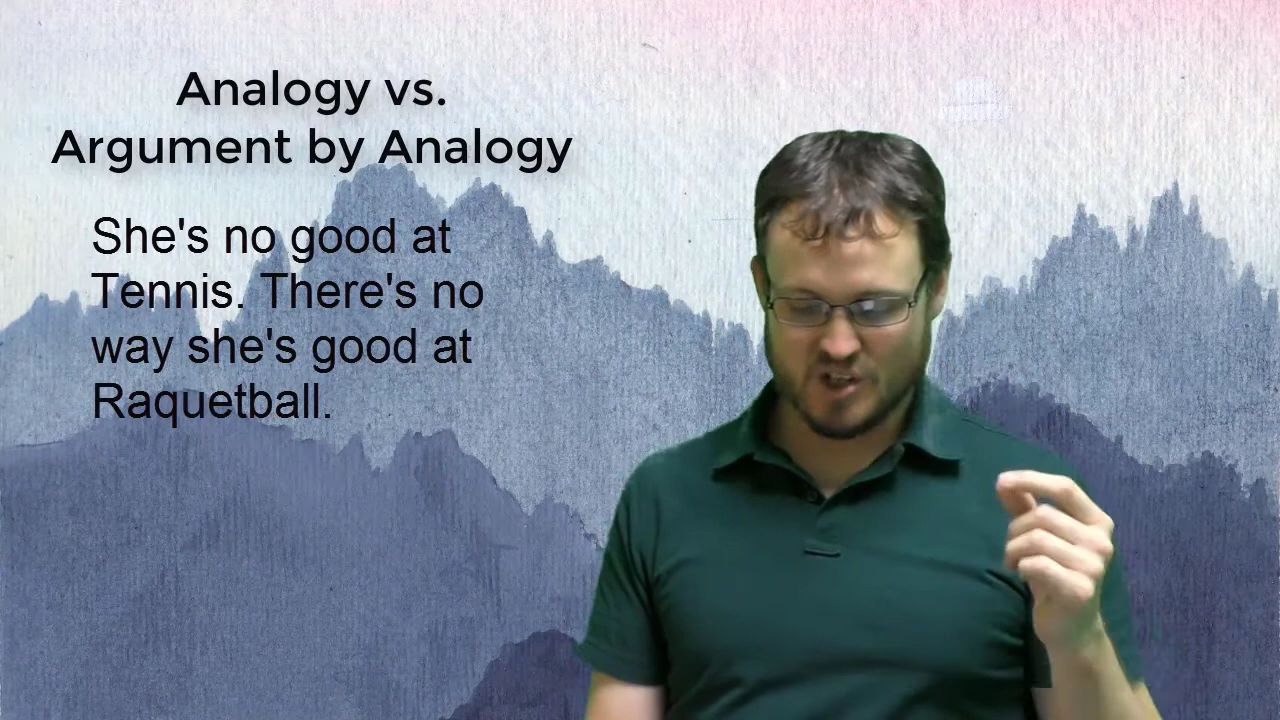 Analogy vs.
Argument by Analogy
She's no good at
Tennis. There's no
way she's good at
Raquetball.